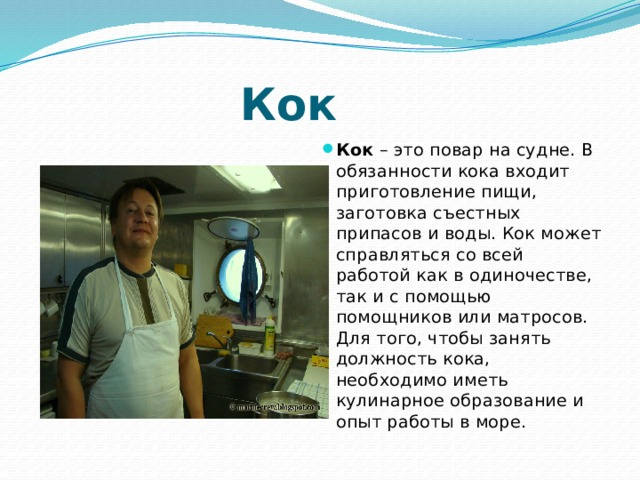 Кок
Кок – это повар на судне. В
обязанности кока входит
приготовление пищи,
заготовка съестных
припасов и воды. Кок может
справляться со всей
работой как в одиночестве,
так и с помощью
помощников или матросов.
Для того, чтобы занять
должность кока,
необходимо иметь
кулинарное образование и
опыт работы в море.